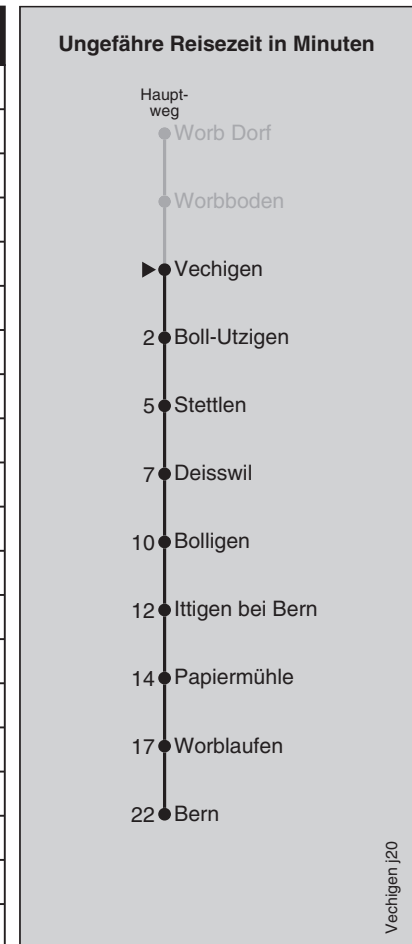 Ungefähre Reisezeit in Minuten
Haupt-
weg
Worb Dorf
Worbboden
Vechigen
2 Boll-Utzigen
5 Stettlen
7 Deisswil
10 Bolligen
12 Ittigen bei Bern
14 Papiermühle
17 Worblaufen
22 Bern
Vechigen j20